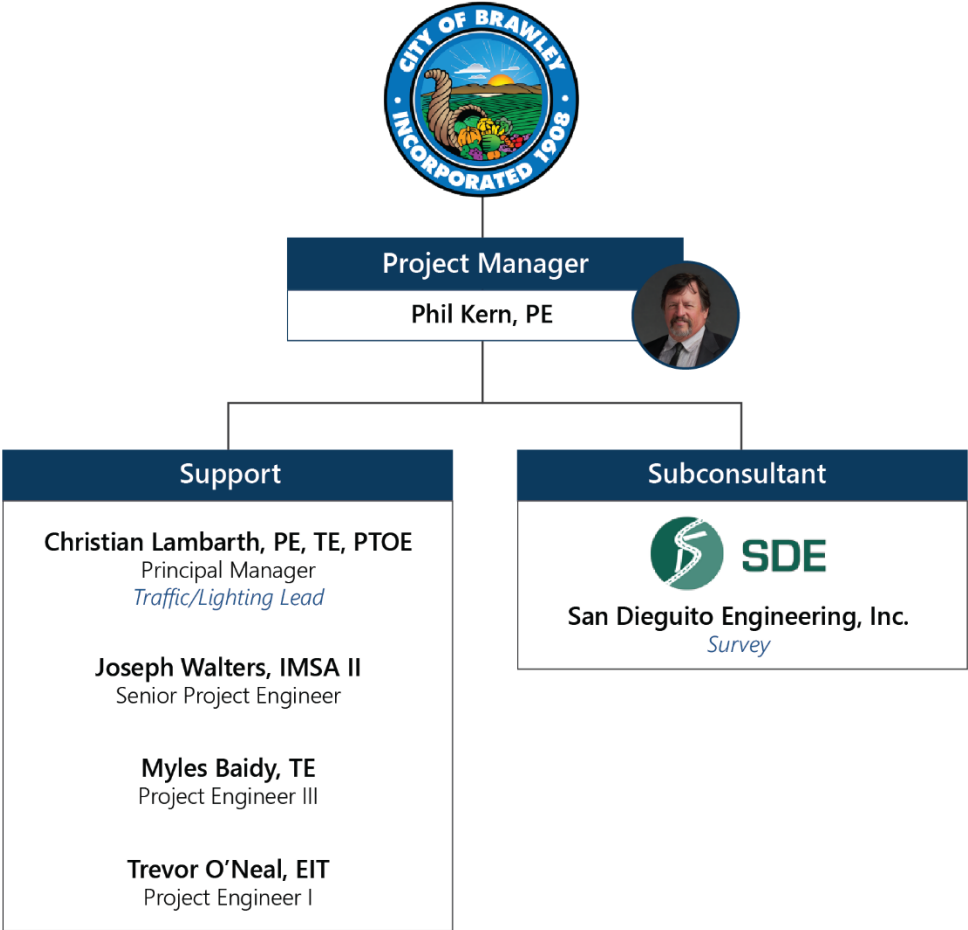 CITY OF BRAWLEY
INCORPORATED 1908
Project Manager
Phil Kern, PE
Support
Christian Lambarth, PE, TE, PTOE
Principal Manager
Traffic/Lighting Lead
Joseph Walters, IMSA II
Senior Project Engineer
Myles Baidy, TE
Project Engineer III
Trevor O’Neal, EIT
Project Engineer I
Subconsultant
SDE
San Dieguito Engineering, Inc.
Survey